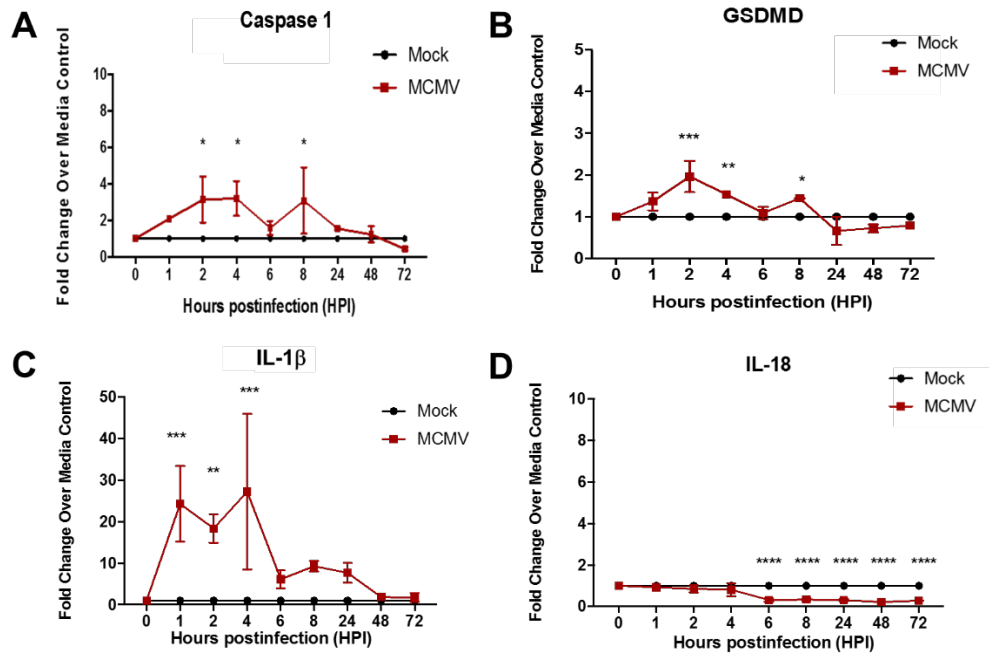 A
Caspase 1
Mock
MCMV
Fold Change Over Media Control
10
8
6
4
2
0
* * *
0 1 2 4 6 8 24 48 72
Hours postinfection (HPI)
B
GSDMD
Mock
MCMV
Fold Change Over Media Control
5
4
3
2
1
0
*** ** *
0 1 2 4 6 8 24 48 72
Hours postinfection (HPI)
C
IL-1β
Mock
MCMV
Fold Change Over Media Control
50
40
30
20
10
0
*** ** ***
0 1 2 4 6 8 24 48 72
Hours postinfection (HPI)
D
IL-18
Mock
MCMV
Fold Change Over Media Control
10
8
6
4
2
0
**** **** **** **** ****
0 1 2 4 6 8 24 48 72
Hours postinfection (HPI)